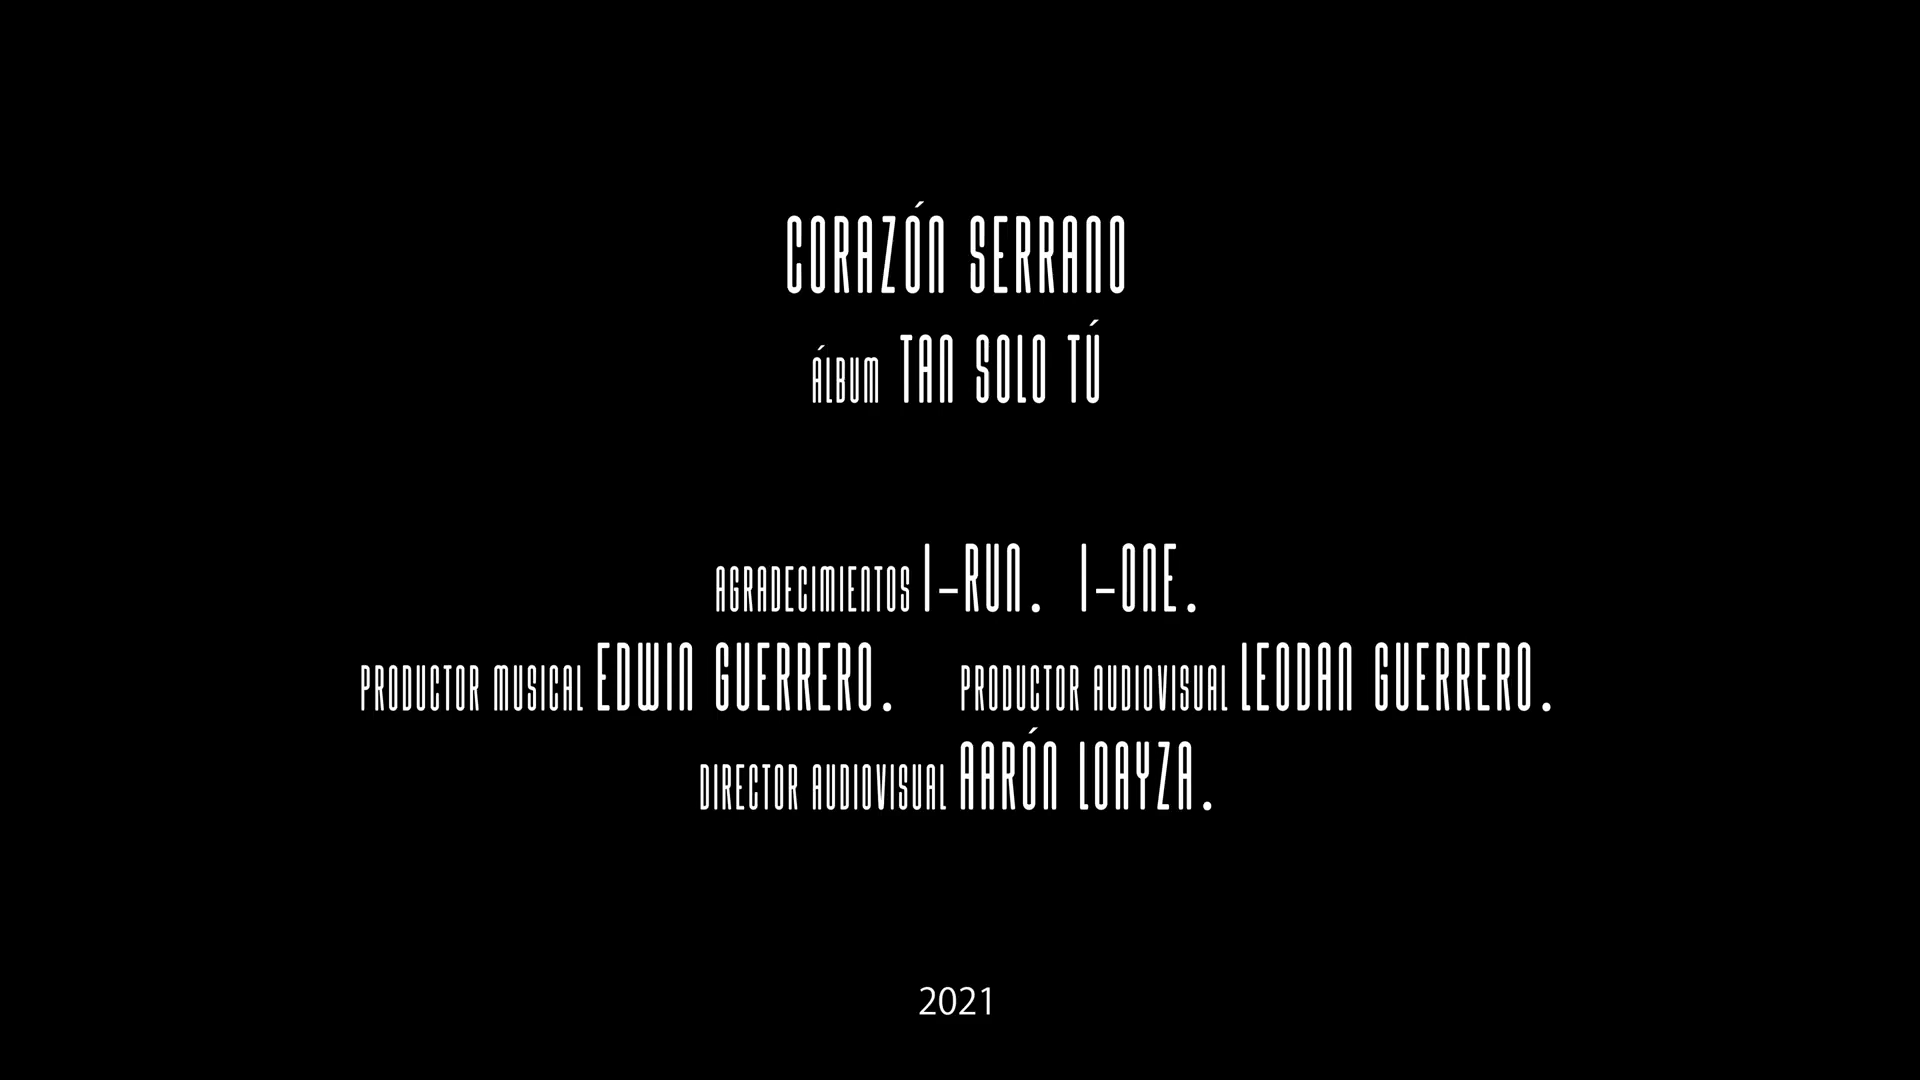 CORAZÓN SERRANO
ÁLBUM TAN SOLO TÚ
AGRADECIMIENTOS I-RUN. I-ONE.
PRODUCTOR MUSICAL EDWIN GUERRERO. PRODUCTOR AUDIOVISUAL LEODAN GUERRERO.
DIRECTOR AUDIOVISUAL AARÓN LOAYZA.
2021